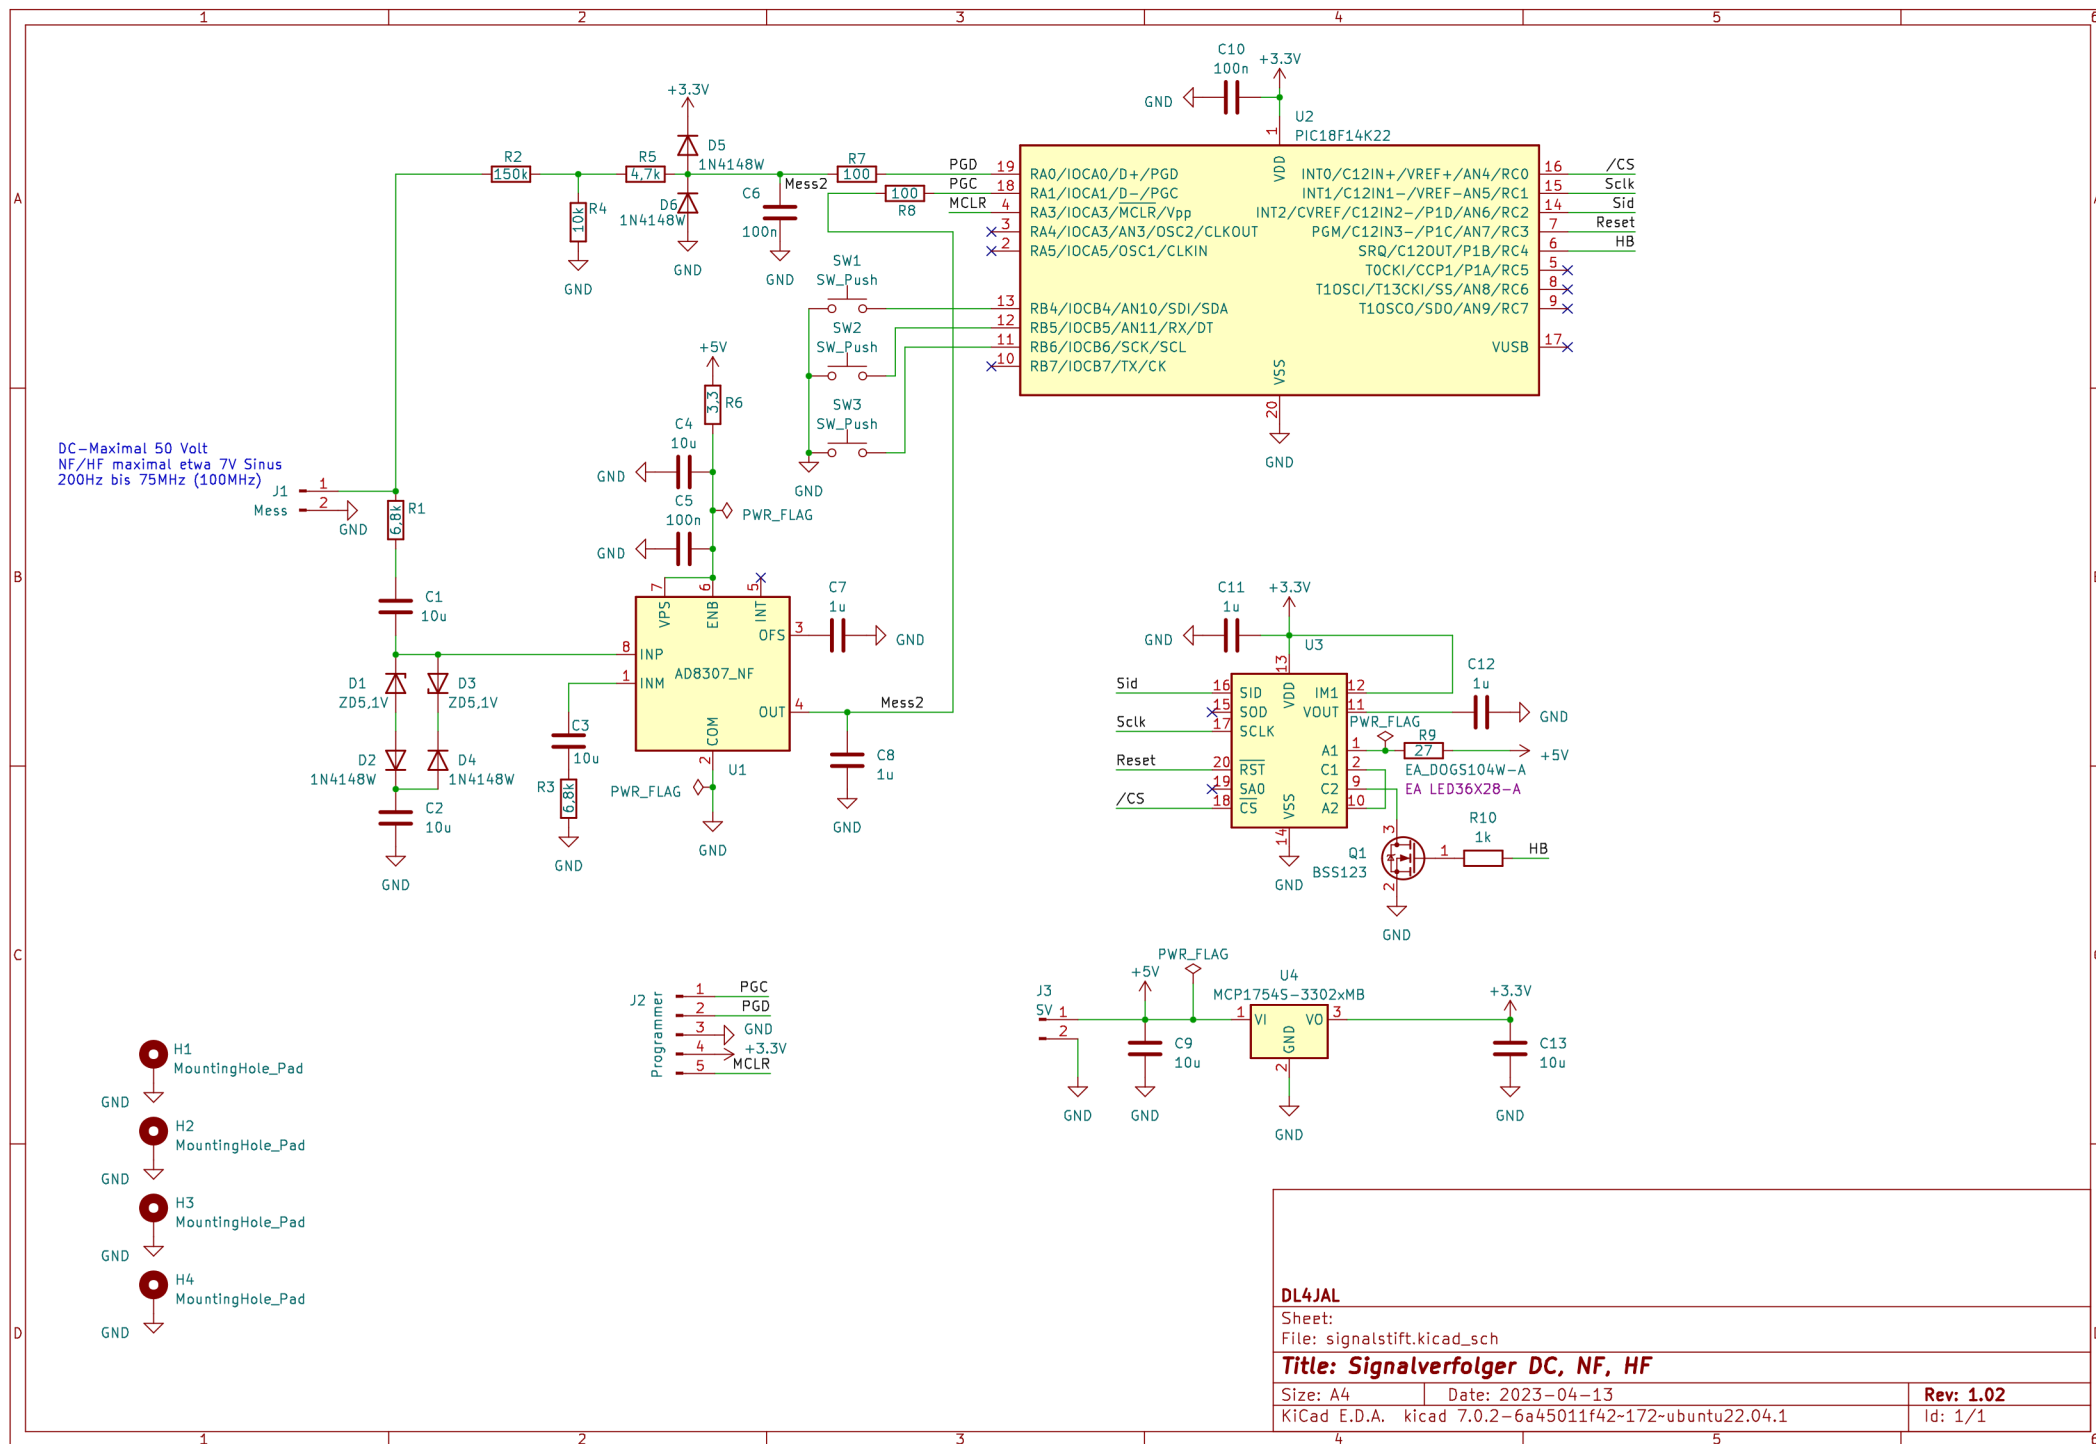 1 2 3 4 5 6
A
B
C
D
C10
100n
+3.3V
GND
U2
PIC18F14K22
1
VDD
19 RA0/IOCA0/D+/PGD
18 RA1/IOCA1/D-/PGC
4 RA3/IOCA3/MCLR/Vpp
3 RA4/IOCA3/AN3/OSC2/CLKOUT
2 RA5/IOCA5/OSC1/CLKIN
13 RB4/IOCB4/AN10/SDI/SDA
12 RB5/IOCB5/AN11/RX/DT
11 RB6/IOCB6/SCK/SCL
10 RB7/IOCB7/TX/CK
INT0/C12IN+/VREF+/AN4/RC0 16 /CS
INT1/C12IN1-/VREF-AN5/RC1 15 Sclk
INT2/CVREF/C12IN2-/P1D/AN6/RC2 14 Sid
PGM/C12IN3-/P1C/AN7/RC3 7 Reset
SRQ/C12OUT/P1B/RC4 6 HB
T0CKI/CCP1/P1A/RC5 5
T1OSCI/T13CKI/SS/AN8/RC6 8
T1OSCO/SDO/AN9/RC7 9
VUSB 17
VSS
20
GND
+3.3V
D5
1N4148W
R2
150k
R5
4,7k
R4
10k
GND
D6
1N4148W
GND
C6
100n
GND
Mess2
R7
100
R8
100
PGD
PGC
MCLR
SW1
SW_Push
SW2
SW_Push
SW3
SW_Push
GND
+5V
3,3
R6
C4
10u
GND
C5
100n
GND
PWR_FLAG
DC-Maximal 50 Volt
NF/HF maximal etwa 7V Sinus
200Hz bis 75MHz (100MHz)
J1
Mess
1
2
GND
R1
6,8k
C1
10u
D1
ZD5,1V
D3
ZD5,1V
D2
1N4148W
D4
1N4148W
C2
10u
GND
7 6 5
VPS ENB INT
OFS 3
8 INP
1 INM
AD8307_NF
OUT 4
COM
2
U1
C7
1u
GND
Mess2
C8
1u
GND
C3
10u
R3
6,8k
GND
PWR_FLAG
GND
C11
1u
+3.3V
GND
U3
13
VDD
Sid 16 SID
15 SOD
Sclk 17 SCLK
Reset 20 RST
19 SA0
/CS 18 CS
IM1 12
VOUT 11
A1 1
C1 2
C2 9
A2 10
VSS
14
GND
C12
1u
GND
PWR_FLAG
R9
27
+5V
EA_DOGS104W-A
EA LED36X28-A
Q1
BSS123
3
1
2
R10
1k
HB
GND
J2
Programmer
1 PGC
2 PGD
3 GND
4 +3.3V
5 MCLR
J3
5V
1
2
GND
+5V
PWR_FLAG
C9
10u
GND
U4
MCP1754S-3302xMB
1 VI
VO 3
GND
2
GND
+3.3V
C13
10u
GND
H1
MountingHole_Pad
GND
H2
MountingHole_Pad
GND
H3
MountingHole_Pad
GND
H4
MountingHole_Pad
GND
DL4JAL
Sheet:
File: signalstift.kicad_sch
Title: Signalverfolger DC, NF, HF
Size: A4 Date: 2023-04-13 Rev: 1.02
KiCad E.D.A. kicad 7.0.2-6a45011f42~172~ubuntu22.04.1 Id: 1/1
1 2 3 4 5 6